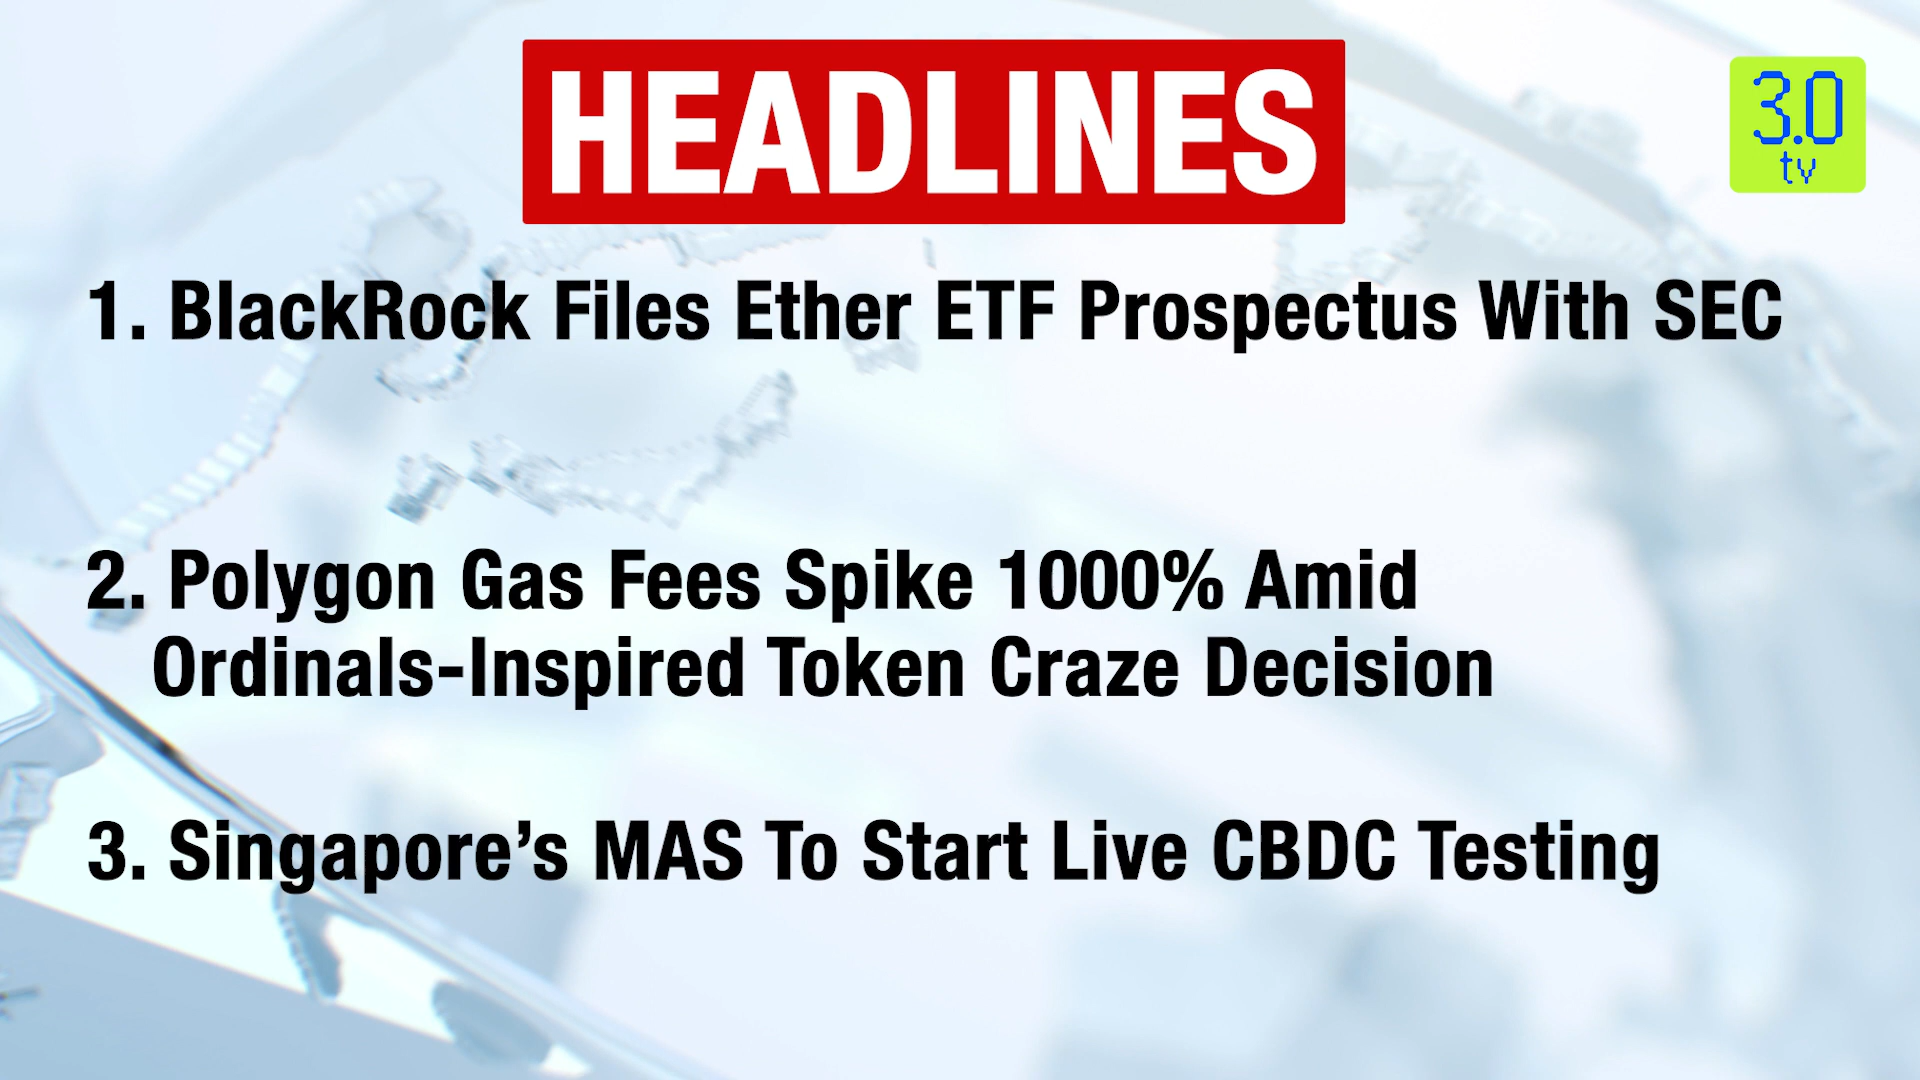 HEADLINES
3.0
tv
1. BlackRock Files Ether ETF Prospectus With SEC
2. Polygon Gas Fees Spike 1000% Amid
Ordinals-Inspired Token Craze Decision
3. Singapore’s MAS To Start Live CBDC Testing